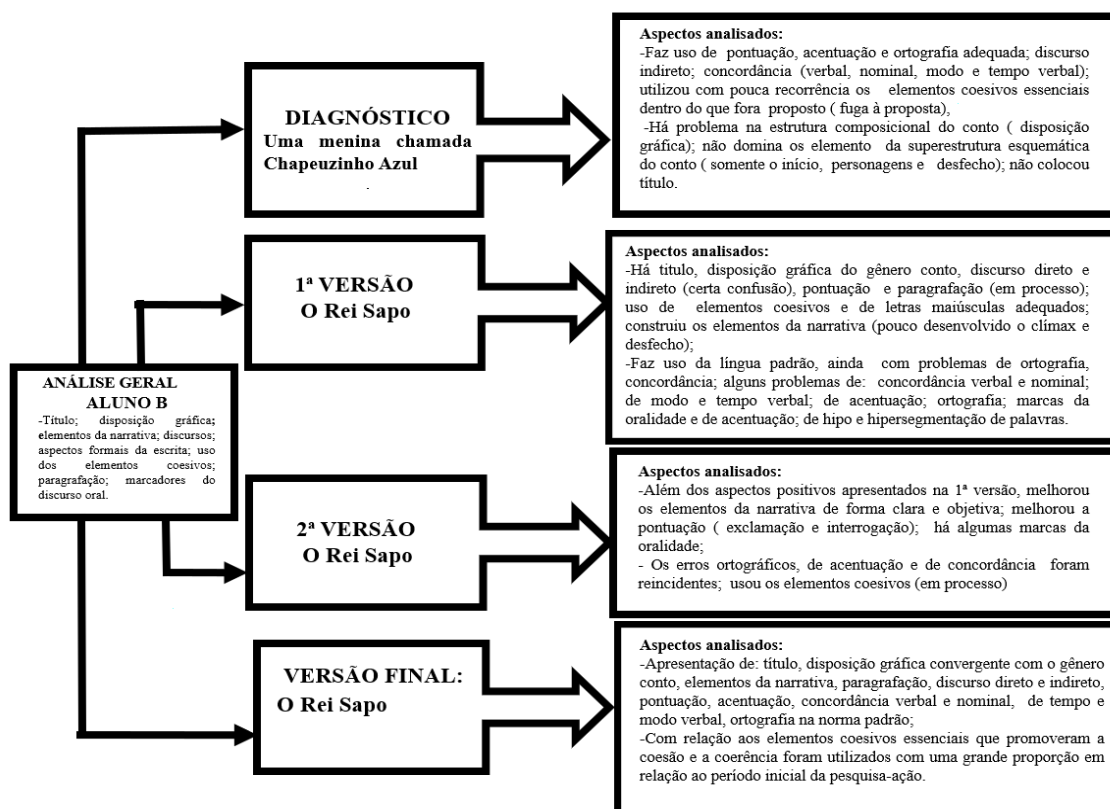 ANÁLISE GERAL
ALUNO B
-Título; disposição gráfica;
elementos da narrativa; discursos;
aspectos formais da escrita; uso
dos elementos coesivos;
paragrafação; marcadores do
discurso oral.
DIAGNÓSTICO
Uma menina chamada
Chapeuzinho Azul
.
Aspectos analisados:
-Faz uso de pontuação, acentuação e ortografia adequada; discurso
indireto; concordância (verbal, nominal, modo e tempo verbal);
utilizou com pouca recorrência os elementos coesivos essenciais
dentro do que fora proposto ( fuga à proposta),
-Há problema na estrutura composicional do conto ( disposição
gráfica); não domina os elemento da superestrutura esquemática
do conto ( somente o início, personagens e desfecho); não colocou
título.
1ª VERSÃO
O Rei Sapo
Aspectos analisados:
-Há titulo, disposição gráfica do gênero conto, discurso direto e
indireto (certa confusão), pontuação e paragrafação (em processo);
uso de elementos coesivos e de letras maiúsculas adequados;
construiu os elementos da narrativa (pouco desenvolvido o clímax e
desfecho);
-Faz uso da língua padrão, ainda com problemas de ortografia,
concordância; alguns problemas de: concordância verbal e nominal;
de modo e tempo verbal; de acentuação; ortografia; marcas da
oralidade e de acentuação; de hipo e hipersegmentação de palavras.
2ª VERSÃO
O Rei Sapo
Aspectos analisados:
-Além dos aspectos positivos apresentados na 1ª versão, melhorou
os elementos da narrativa de forma clara e objetiva; melhorou a
pontuação ( exclamação e interrogação); há algumas marcas da
oralidade;
- Os erros ortográficos, de acentuação e de concordância foram
reincidentes; usou os elementos coesivos (em processo)
VERSÃO FINAL:
O Rei Sapo
Aspectos analisados:
-Apresentação de: título, disposição gráfica convergente com o gênero
conto, elementos da narrativa, paragrafação, discurso direto e indireto,
pontuação, acentuação, concordância verbal e nominal, de tempo e
modo verbal, ortografia na norma padrão;
-Com relação aos elementos coesivos essenciais que promoveram a
coesão e a coerência foram utilizados com uma grande proporção em
relação ao período inicial da pesquisa-ação.